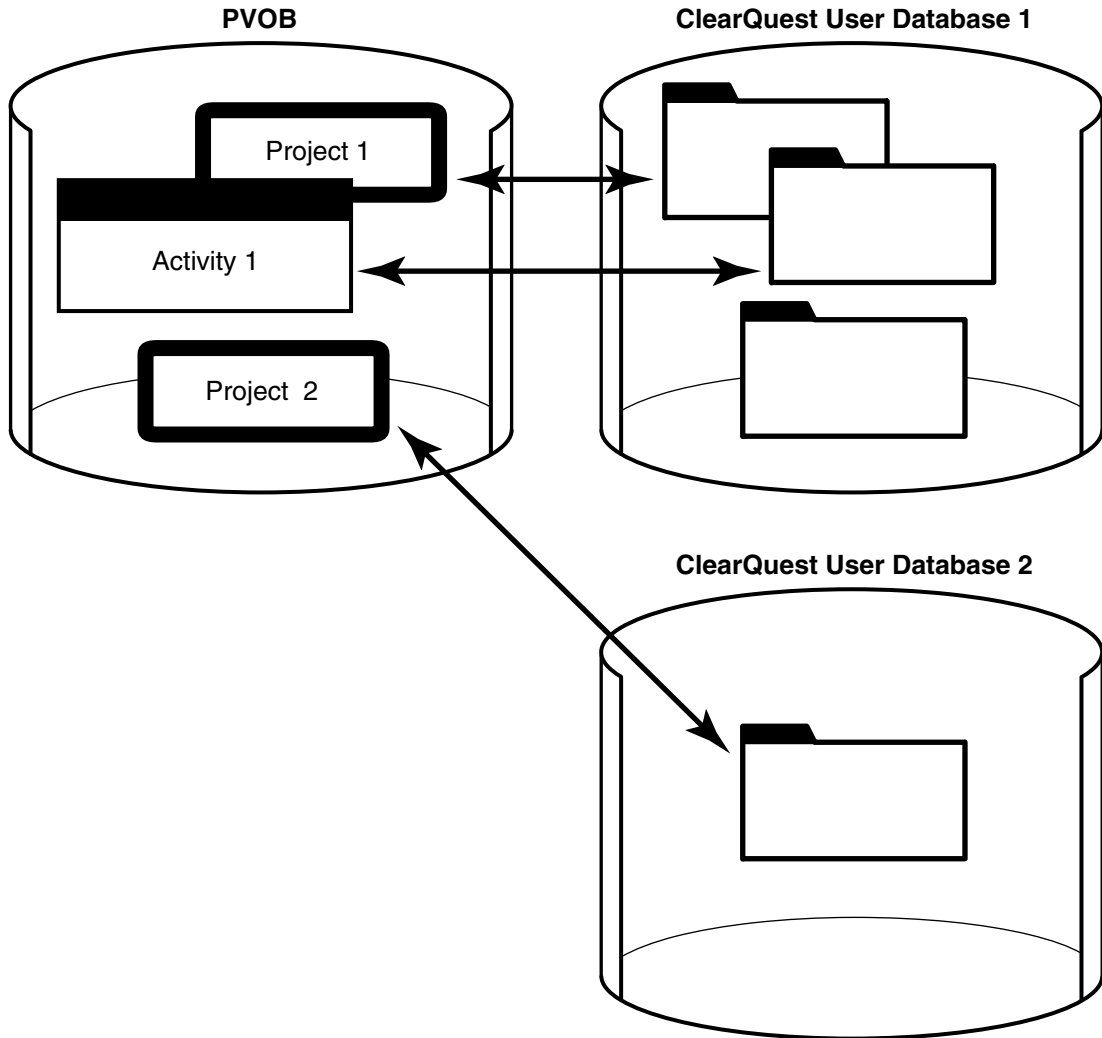 PVOB
ClearQuest User Database 1
Project 1
Activity 1
Project 2
ClearQuest User Database 2